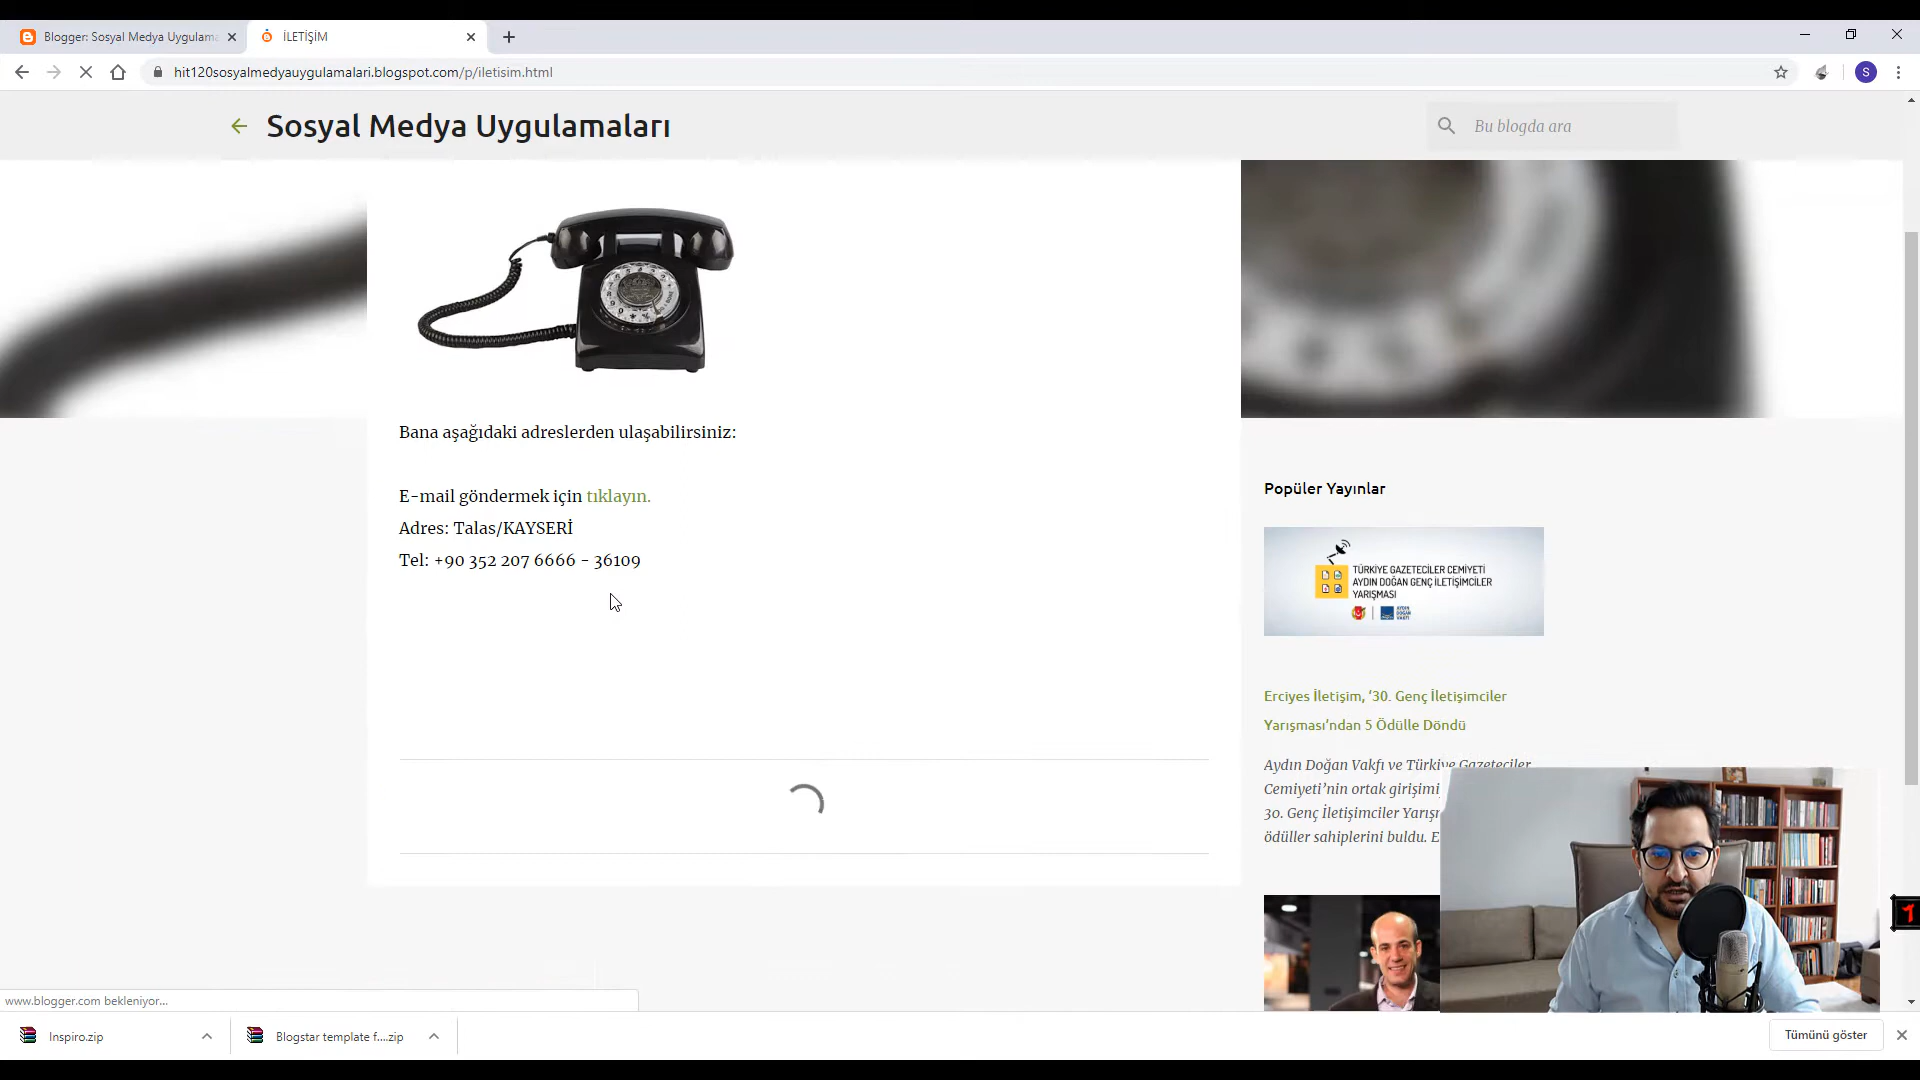 Blogger: Sosyal Medya Uygulama
İLETİŞİM
hit120sosyalmedyauygulamalari.blogspot.com/p/iletisim.html
S
Sosyal Medya Uygulamaları
Bu blogda ara
Bana aşağıdaki adreslerden ulaşabilirsiniz:
E-mail göndermek için tıklayın.
Adres: Talas/KAYSERİ
Tel: +90 352 207 6666 - 36109
Popüler Yayınlar
TÜRKİYE GAZETECİLER CEMİYETİ
AYDIN DOĞAN GENÇ İLETİŞİMCİLER
YARIŞMASI
Erciyes İletişim, '30. Genç İletişimciler
Yarışması'ndan 5 Ödülle Döndü
Aydın Doğan Vakfı ve Türkiye Gazeteciler
Cemiyeti'nin ortak girişimi
30. Genç İletişimciler Yarışm
ödüller sahiplerini buldu. E
www.blogger.com bekleniyor...
Inspiro.zip
Blogstar template f....zip
Tümünü göster